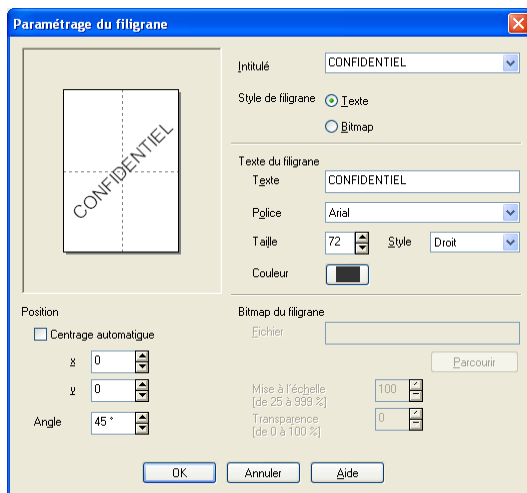 Paramétrage du filigrane
CONFIDENTIEL
Intitulé CONFIDENTIEL
Style de filigrane Texte
Bitmap
Texte du filigrane
Texte CONFIDENTIEL
Police Arial
Taille 72 Style Droit
Couleur
Position
Centrage automatique
x 0
y 0
Angle 45 °
Bitmap du filigrane
Fichier
Parcourir
Mise à l'échelle 100
[de 25 à 999 %]
Transparence 0
[de 0 à 100 %]
OK Annuler Aide